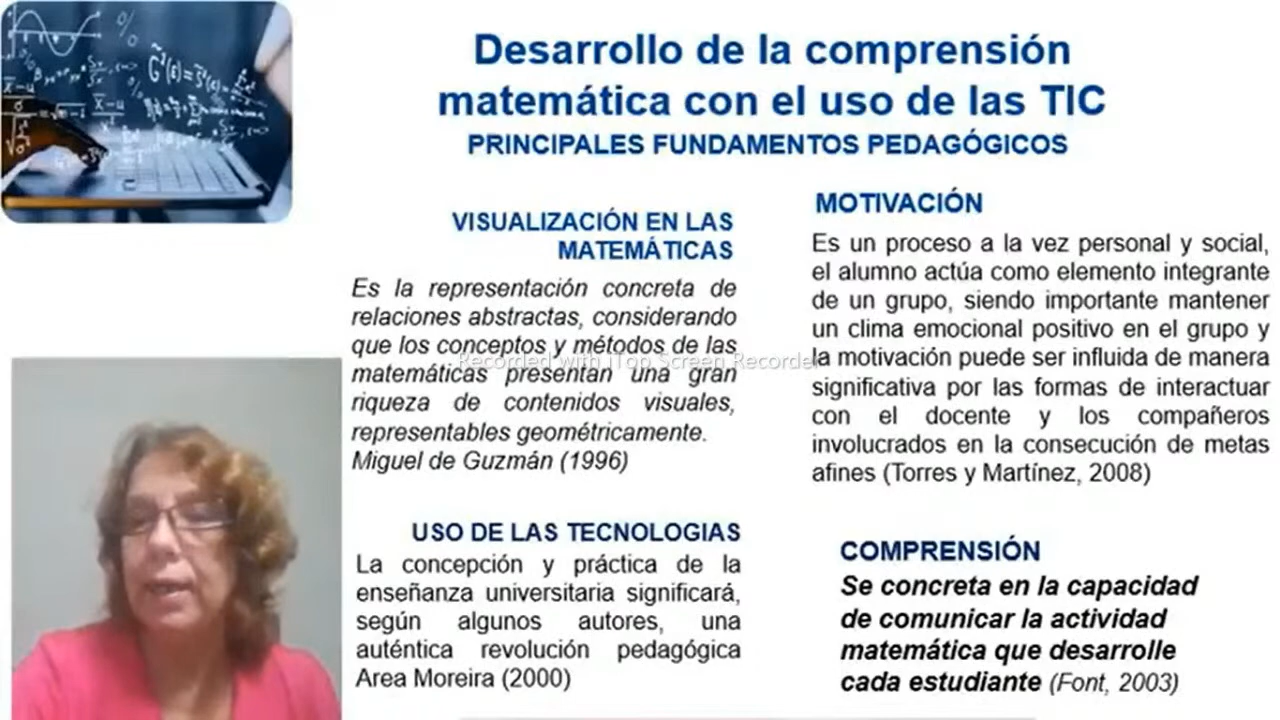 Desarrollo de la comprensión
matemática con el uso de las TIC
PRINCIPALES FUNDAMENTOS PEDAGÓGICOS
VISUALIZACIÓN EN LAS
MATEMÁTICAS
Es la representación concreta de
relaciones abstractas, considerando
que los conceptos y métodos de las
matemáticas presentan una gran
riqueza de contenidos visuales,
representables geométricamente.
Miguel de Guzmán (1996)
USO DE LAS TECNOLOGIAS
La concepción y práctica de la
enseñanza universitaria significará,
según algunos autores, una
auténtica revolución pedagógica
Area Moreira (2000)
MOTIVACIÓN
Es un proceso a la vez personal y social,
el alumno actúa como elemento integrante
de un grupo, siendo importante mantener
un clima emocional positivo en el grupo y
la motivación puede ser influida de manera
significativa por las formas de interactuar
con el docente y los compañeros
involucrados en la consecución de metas
afines (Torres y Martínez, 2008)
COMPRENSIÓN
Se concreta en la capacidad
de comunicar la actividad
matemática que desarrolle
cada estudiante (Font, 2003)
Recorded with iTop Screen Recorder